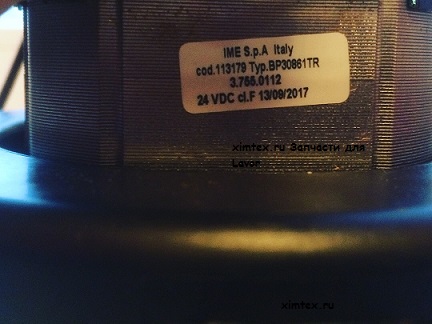 IME S.p.A Italy
cod.113179 Typ.BP30861TR
3.755.0112
24 VDC cl.F 13/09/2017
ximtex.ru Запчасти для
Lavor
ximtex.ru